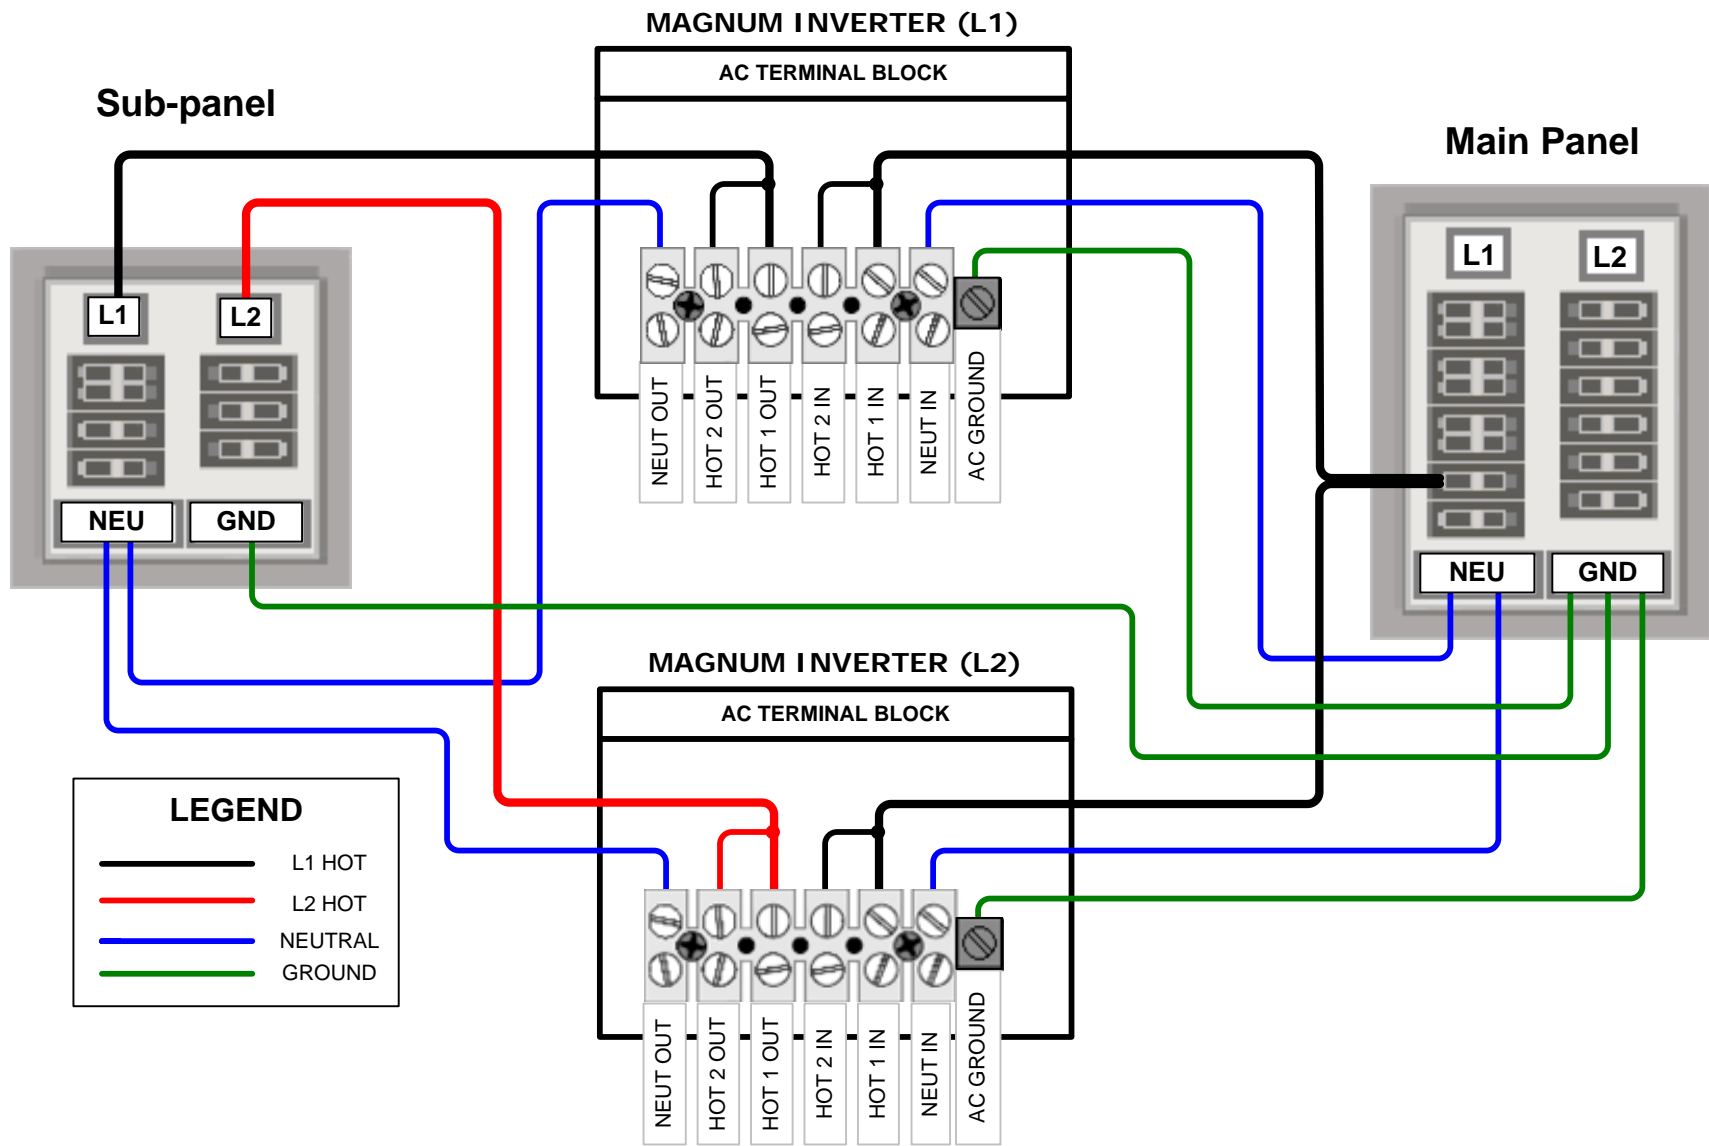 MAGNUM INVERTER (L1)
AC TERMINAL BLOCK
Sub-panel
Main Panel
L1
L2
L1
L2
NEUT OUT
HOT 2 OUT
HOT 1 OUT
HOT 2 IN
HOT 1 IN
NEUT IN
AC GROUND
NEU
GND
NEU
GND
MAGNUM INVERTER (L2)
AC TERMINAL BLOCK
LEGEND
L1 HOT
L2 HOT
NEUTRAL
GROUND
NEUT OUT
HOT 2 OUT
HOT 1 OUT
HOT 2 IN
HOT 1 IN
NEUT IN
AC GROUND